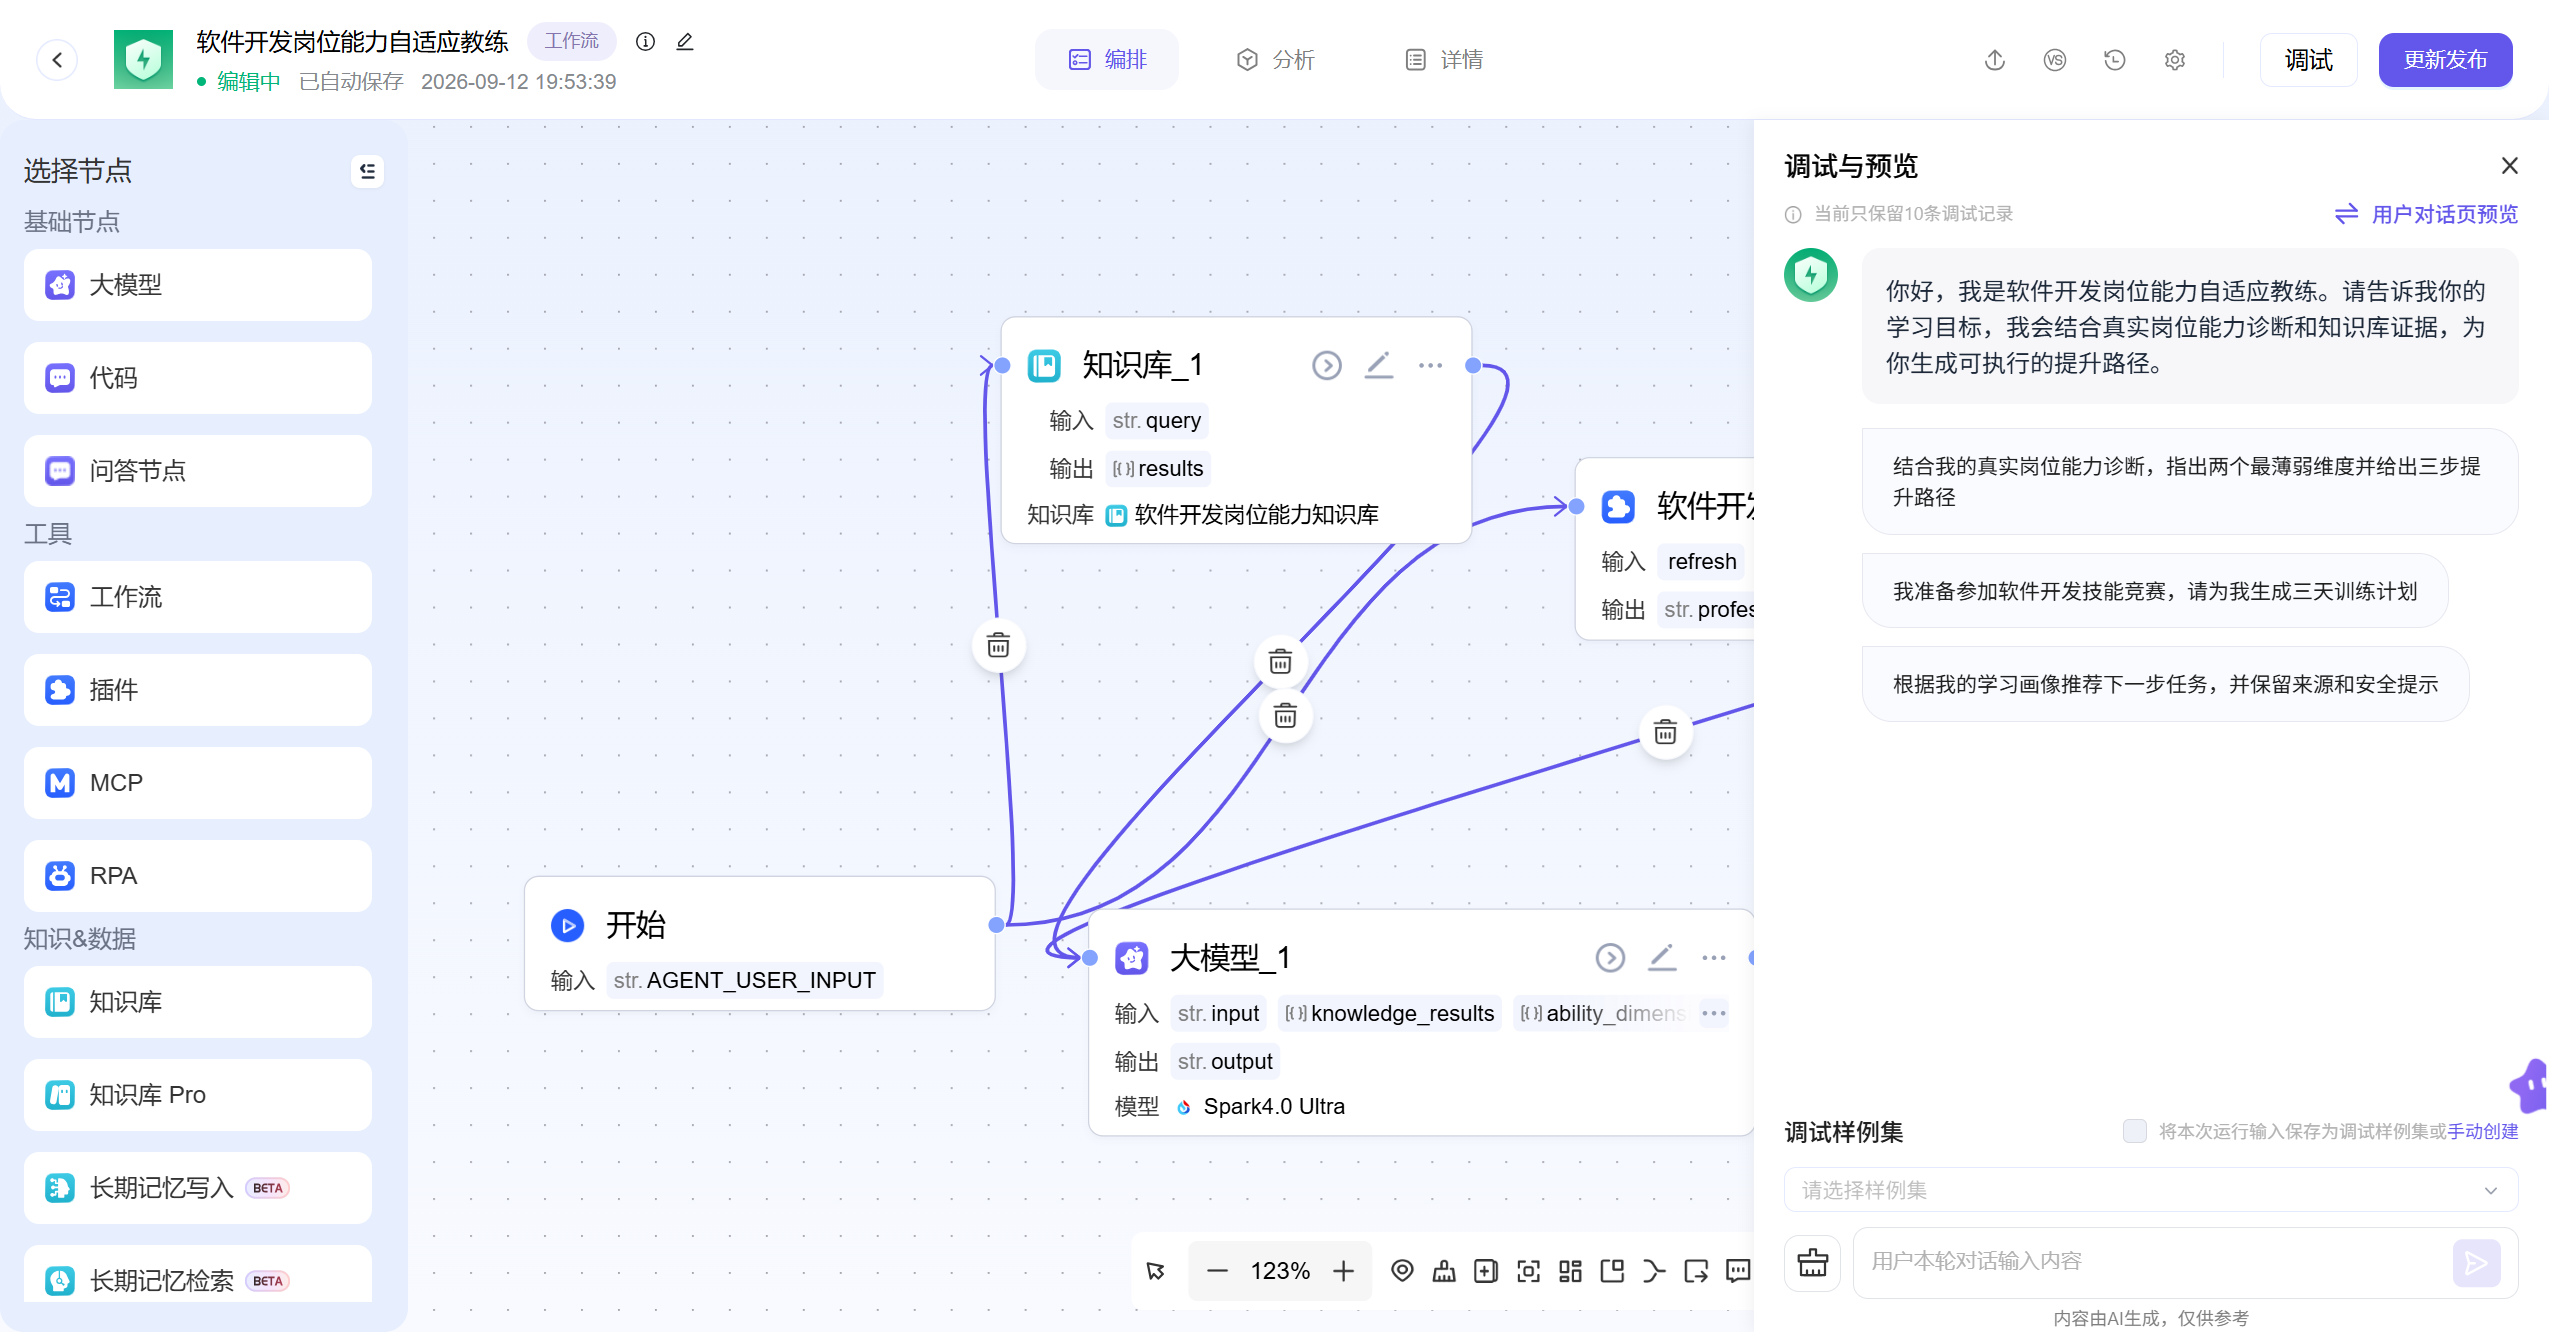 软件开发岗位能力自适应教练 工作流
编辑中 已自动保存 2026-09-12 19:53:39
编排 分析 详情
VS
调试 更新发布
选择节点
基础节点
大模型
代码
问答节点
工具
工作流
插件
MCP
RPA
知识&数据
知识库
知识库 Pro
长期记忆写入 BETA
长期记忆检索 BETA
知识库_1
输入 str. query
输出 [{}] results
知识库 软件开发岗位能力知识库
软件开发
输入 refresh
输出 str. profes
开始
输入 str. AGENT_USER_INPUT
大模型_1
输入 str. input [{}] knowledge_results [{}] ability_dimens
输出 str. output
模型 Spark4.0 Ultra
123%
调试与预览
当前只保留10条调试记录 用户对话页预览
你好，我是软件开发岗位能力自适应教练。请告诉我你的
学习目标，我会结合真实岗位能力诊断和知识库证据，为
你生成可执行的提升路径。
结合我的真实岗位能力诊断，指出两个最薄弱维度并给出三步提
升路径
我准备参加软件开发技能竞赛，请为我生成三天训练计划
根据我的学习画像推荐下一步任务，并保留来源和安全提示
调试样例集 将本次运行输入保存为调试样例集或手动创建
请选择样例集
用户本轮对话输入内容
内容由AI生成，仅供参考